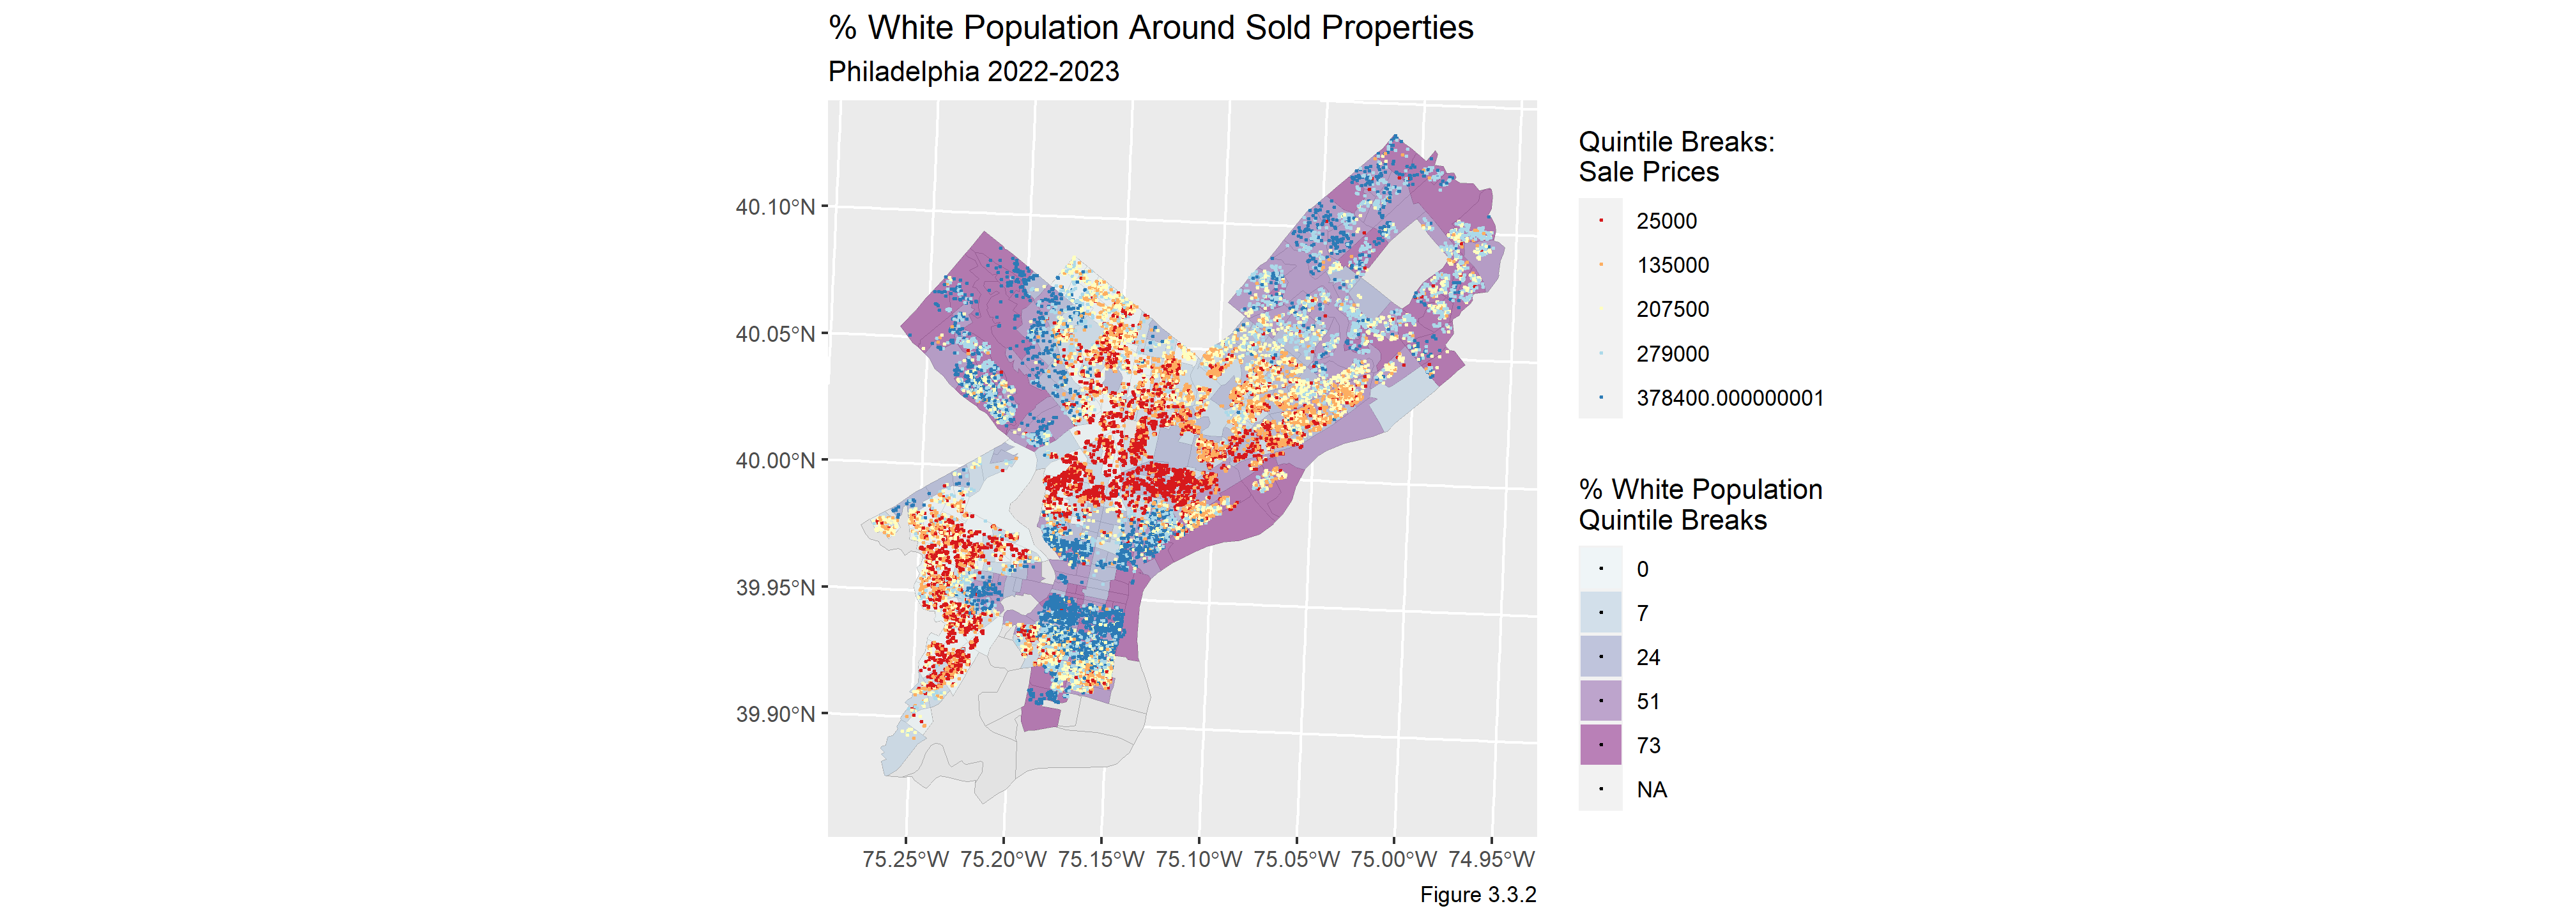 % White Population Around Sold Properties
Philadelphia 2022-2023
40.10°N
40.05°N
40.00°N
39.95°N
39.90°N
75.25°W 75.20°W 75.15°W 75.10°W 75.05°W 75.00°W 74.95°W
Figure 3.3.2
Quintile Breaks:
Sale Prices
25000
135000
207500
279000
378400.000000001
% White Population
Quintile Breaks
0
7
24
51
73
NA